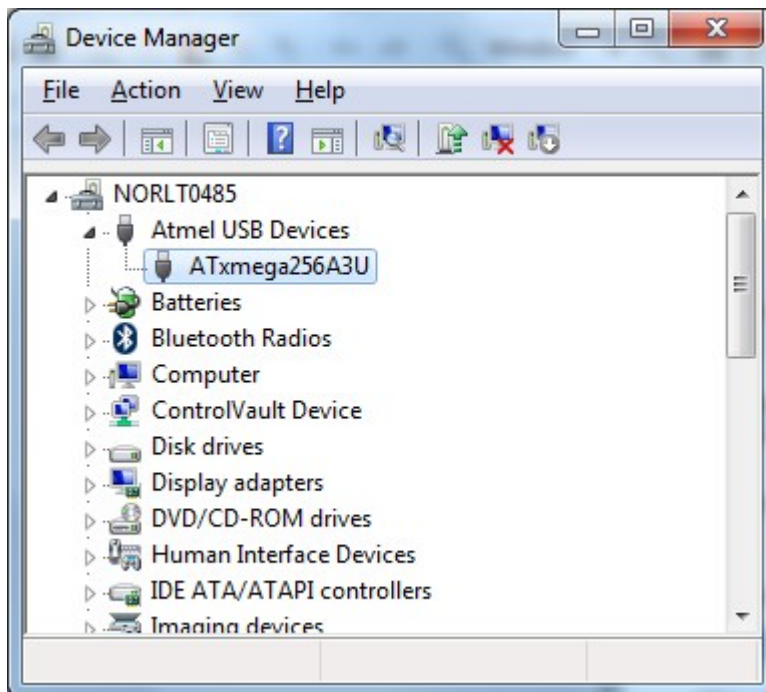 Device Manager
File Action View Help
NORLT0485
Atmel USB Devices
ATxmega256A3U
Batteries
Bluetooth Radios
Computer
ControlVault Device
Disk drives
Display adapters
DVD/CD-ROM drives
Human Interface Devices
IDE ATA/ATAPI controllers
Imaging devices